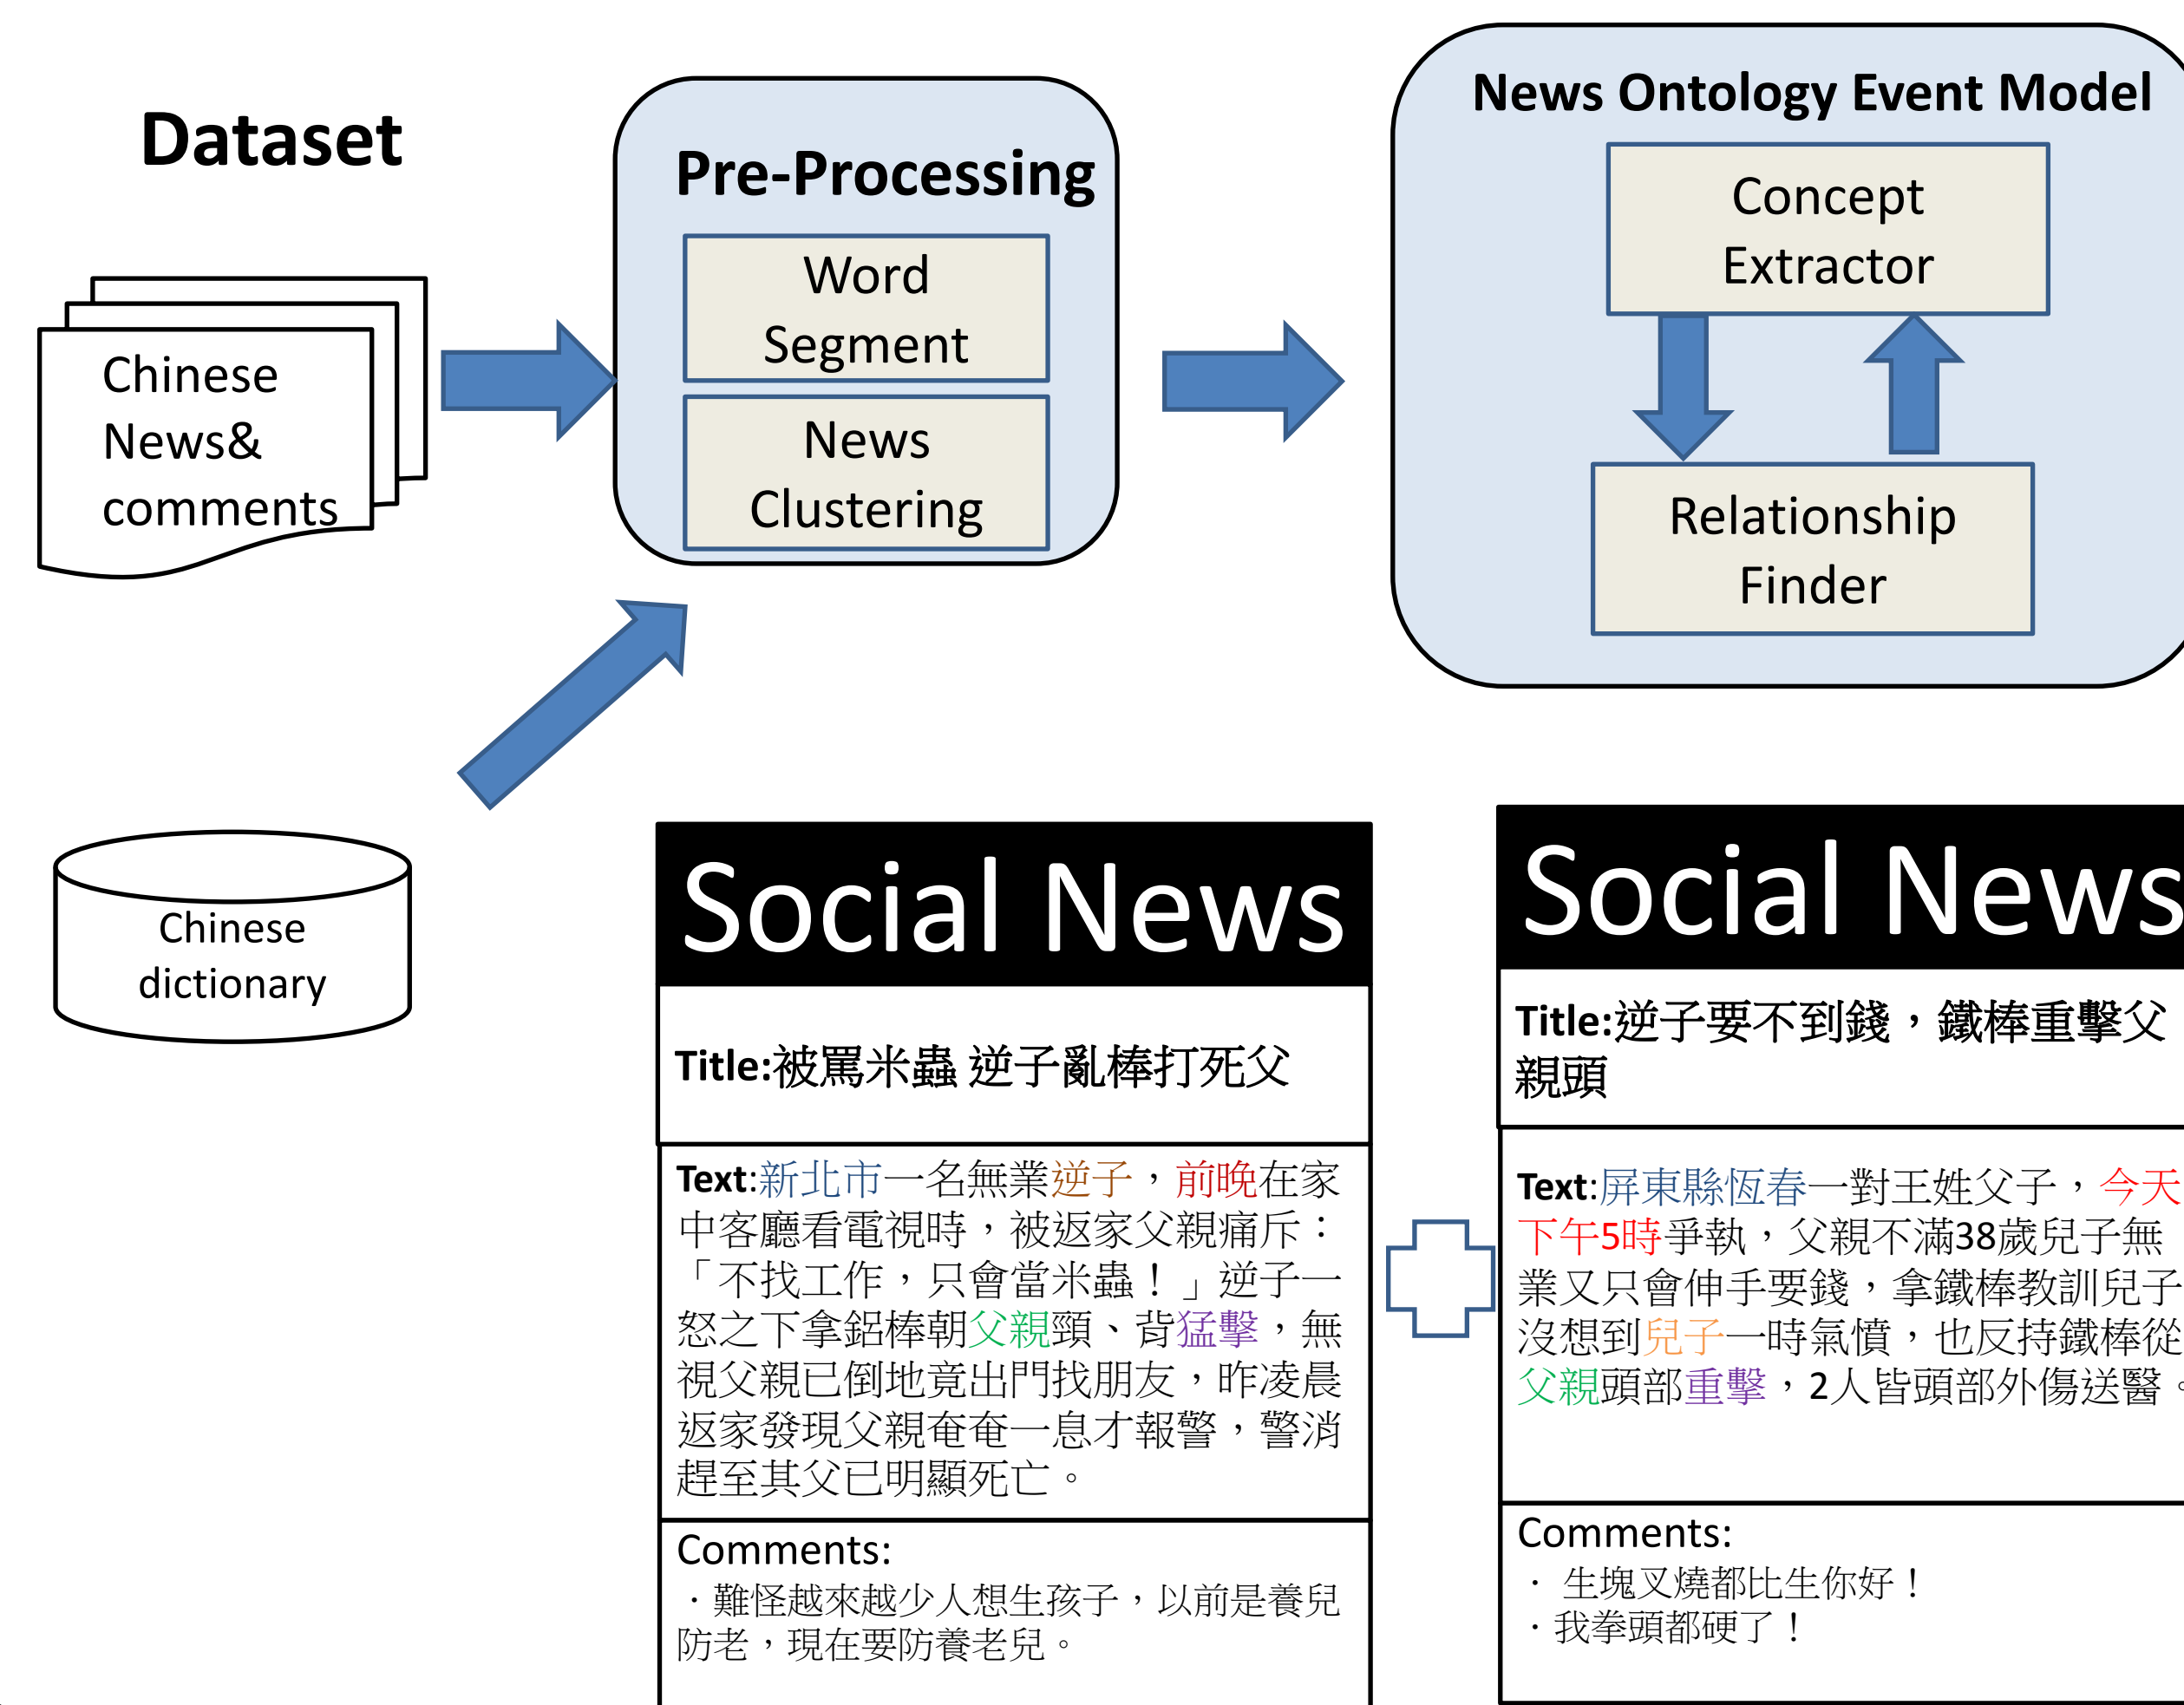 Dataset
Chinese
News&
comments
Pre-Processing
Word
Segment
News
Clustering
News Ontology Event Model
Concept
Extractor
Relationship
Finder
Chinese
dictionary
Social News
Title:被罵米蟲 逆子亂棒打死父
Text:新北市一名無業逆子，前晚在家
中客廳看電視時，被返家父親痛斥：
「不找工作，只會當米蟲！」逆子一
怒之下拿鋁棒朝父親頸、背猛擊，無
視父親已倒地竟出門找朋友，昨凌晨
返家發現父親奄奄一息才報警，警消
趕至其父已明顯死亡。
Comments:
．難怪越來越少人想生孩子，以前是養兒
防老，現在要防養老兒。
Social News
Title:逆子要不到錢，鐵棒重擊父
親頭
Text:屏東縣恆春一對王姓父子，今天
下午5時爭執，父親不滿38歲兒子無
業又只會伸手要錢，拿鐵棒教訓兒子
沒想到兒子一時氣憤，也反持鐵棒從
父親頭部重擊，2人皆頭部外傷送醫。
Comments:
． 生塊叉燒都比生你好！
．我拳頭都硬了！